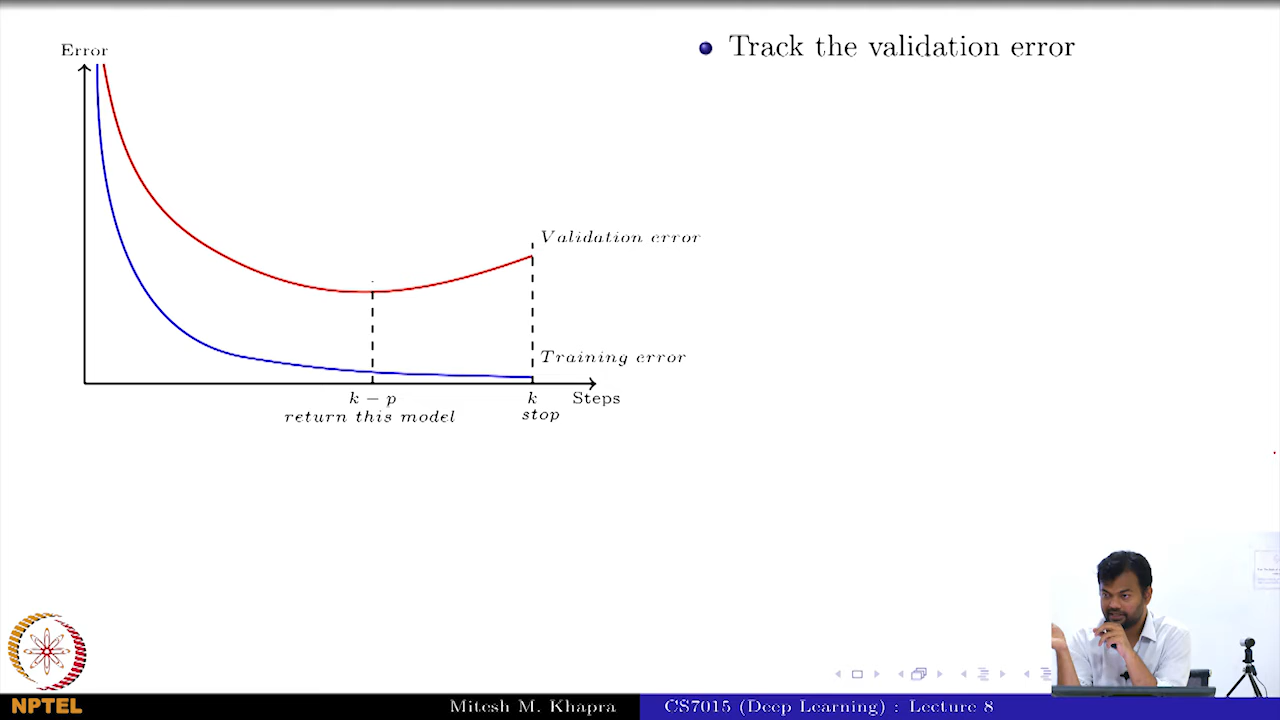 Error
Track the validation error
Validation error
Training error
k − p
k
Steps
return this model
stop
NPTEL
Mitesh M. Khapra
CS7015 (Deep Learning) : Lecture 8